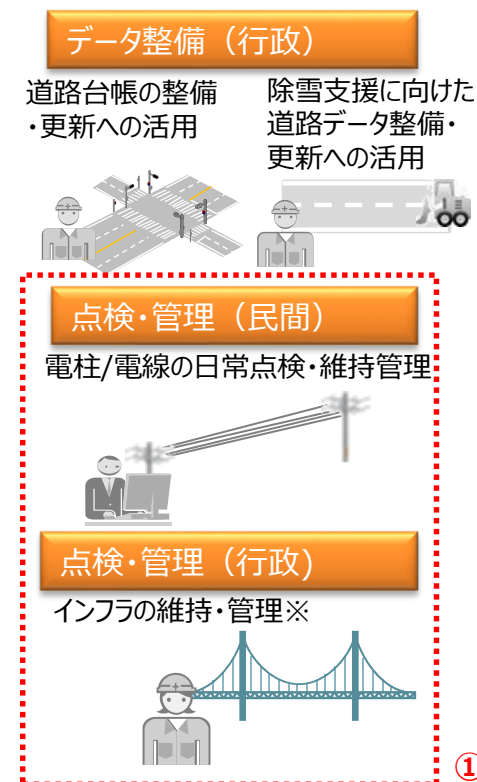 データ整備（行政）
道路台帳の整備
・更新への活用
除雪支援に向けた
道路データ整備・
更新への活用
点検・管理（民間）
電柱/電線の日常点検・維持管理
点検・管理（行政)
インフラの維持・管理※
①